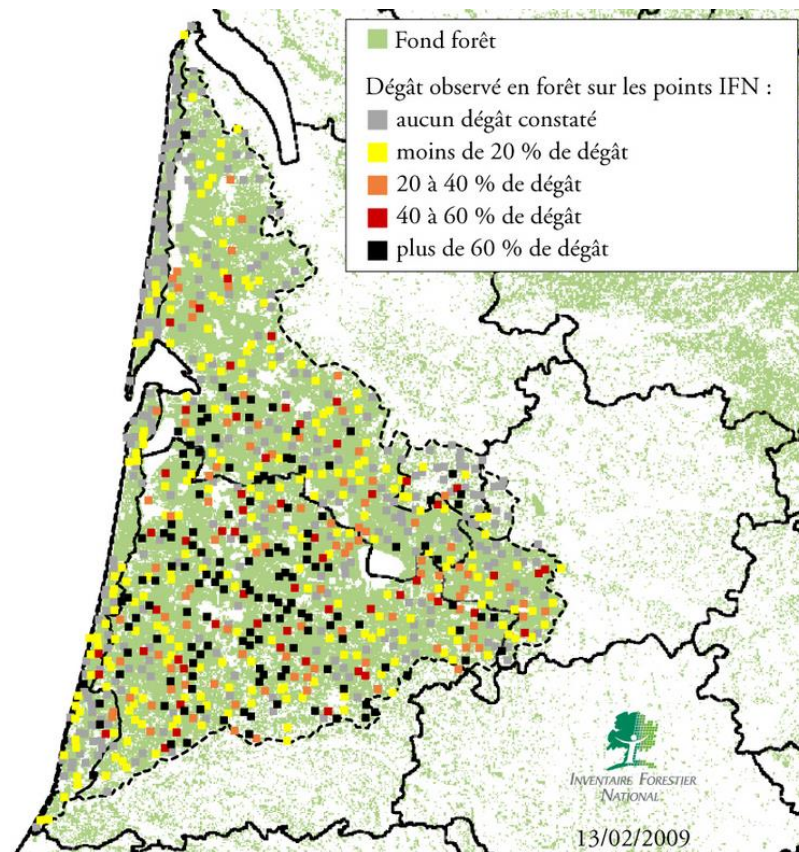 Fond forêt
Dégât observé en forêt sur les points IFN :
aucun dégât constaté
moins de 20 % de dégât
20 à 40 % de dégât
40 à 60 % de dégât
plus de 60 % de dégât
INVENTAIRE FORESTIER
NATIONAL
13/02/2009